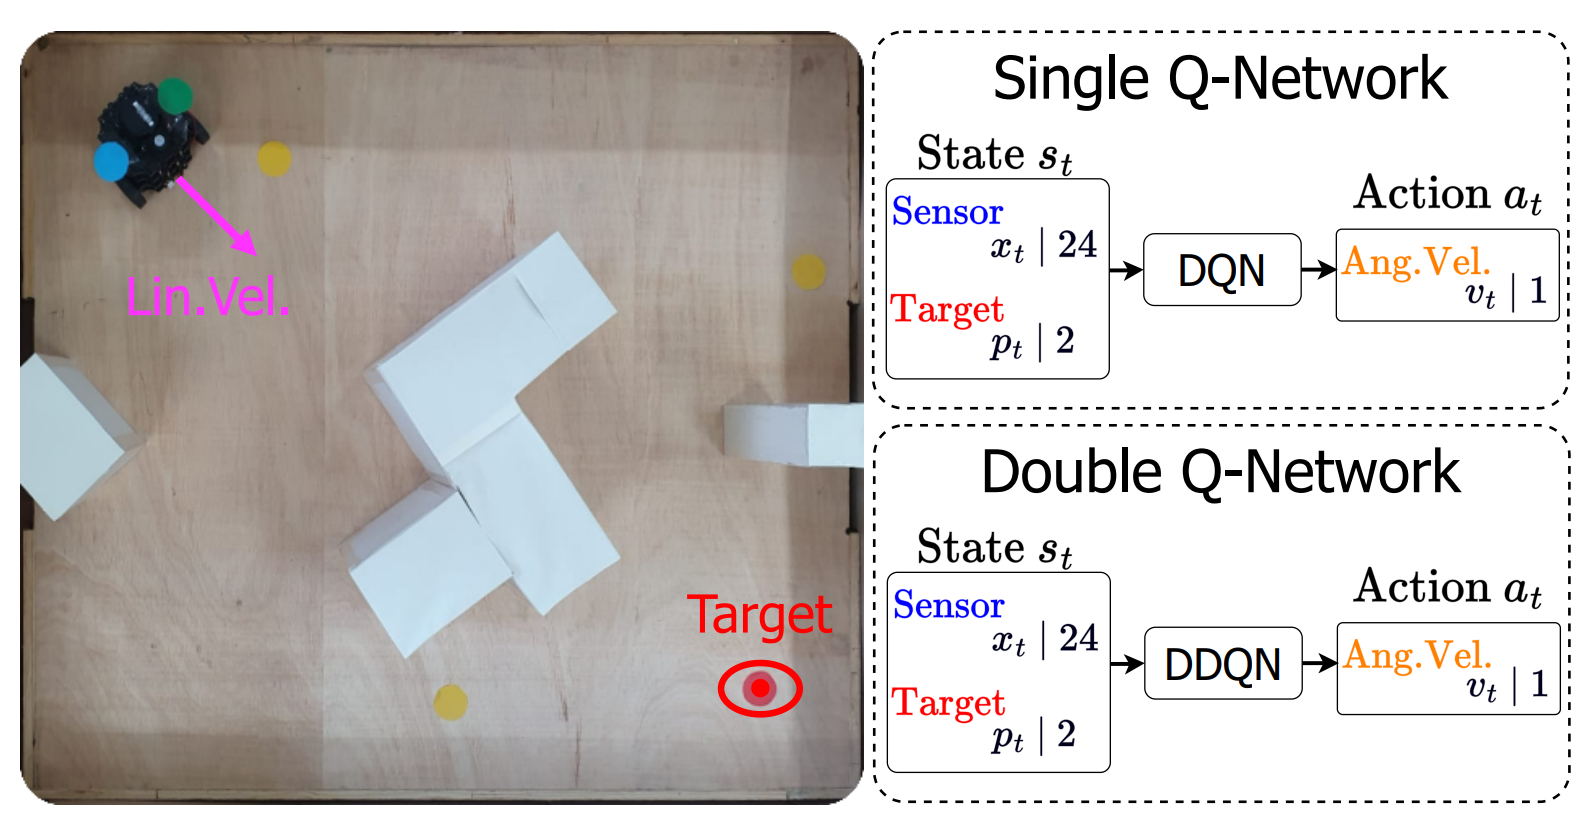 Lin.Vel.
Target
Single Q-Network
State s_t
Sensor
x_t | 24
Target
p_t | 2
DQN
Action a_t
Ang.Vel.
v_t | 1
Double Q-Network
State s_t
Sensor
x_t | 24
Target
p_t | 2
DDQN
Action a_t
Ang.Vel.
v_t | 1